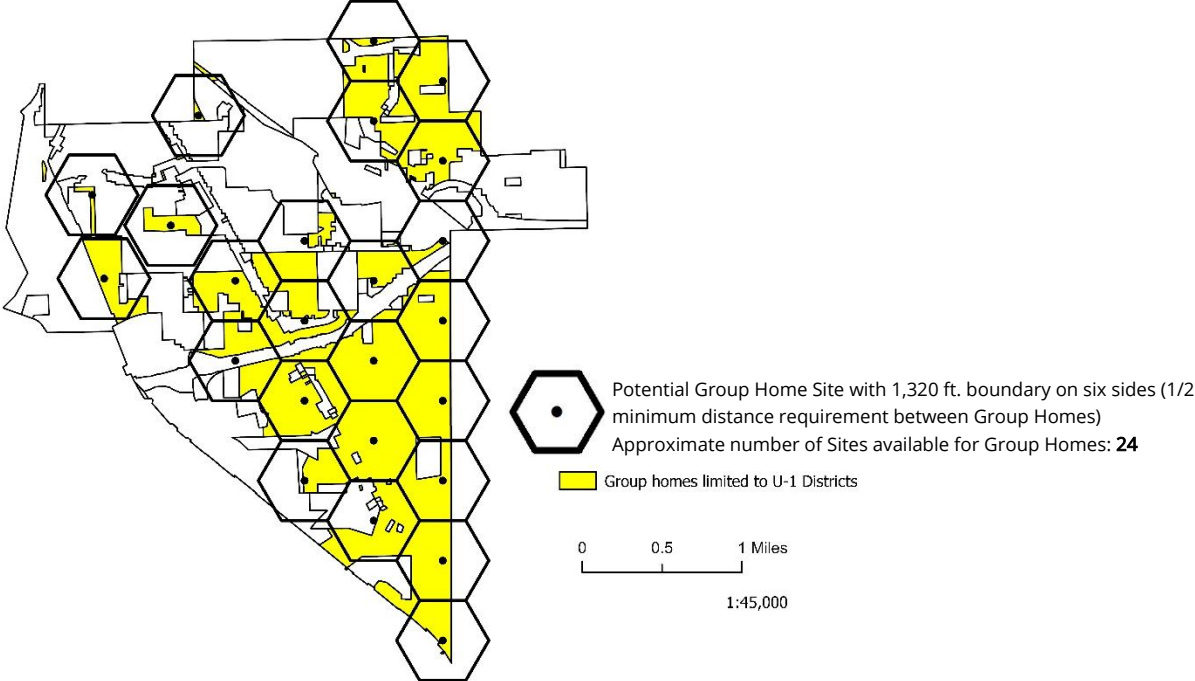 Potential Group Home Site with 1,320 ft. boundary on six sides (1/2
minimum distance requirement between Group Homes)
Approximate number of Sites available for Group Homes: 24
Group homes limited to U-1 Districts
0 0.5 1 Miles
1:45,000